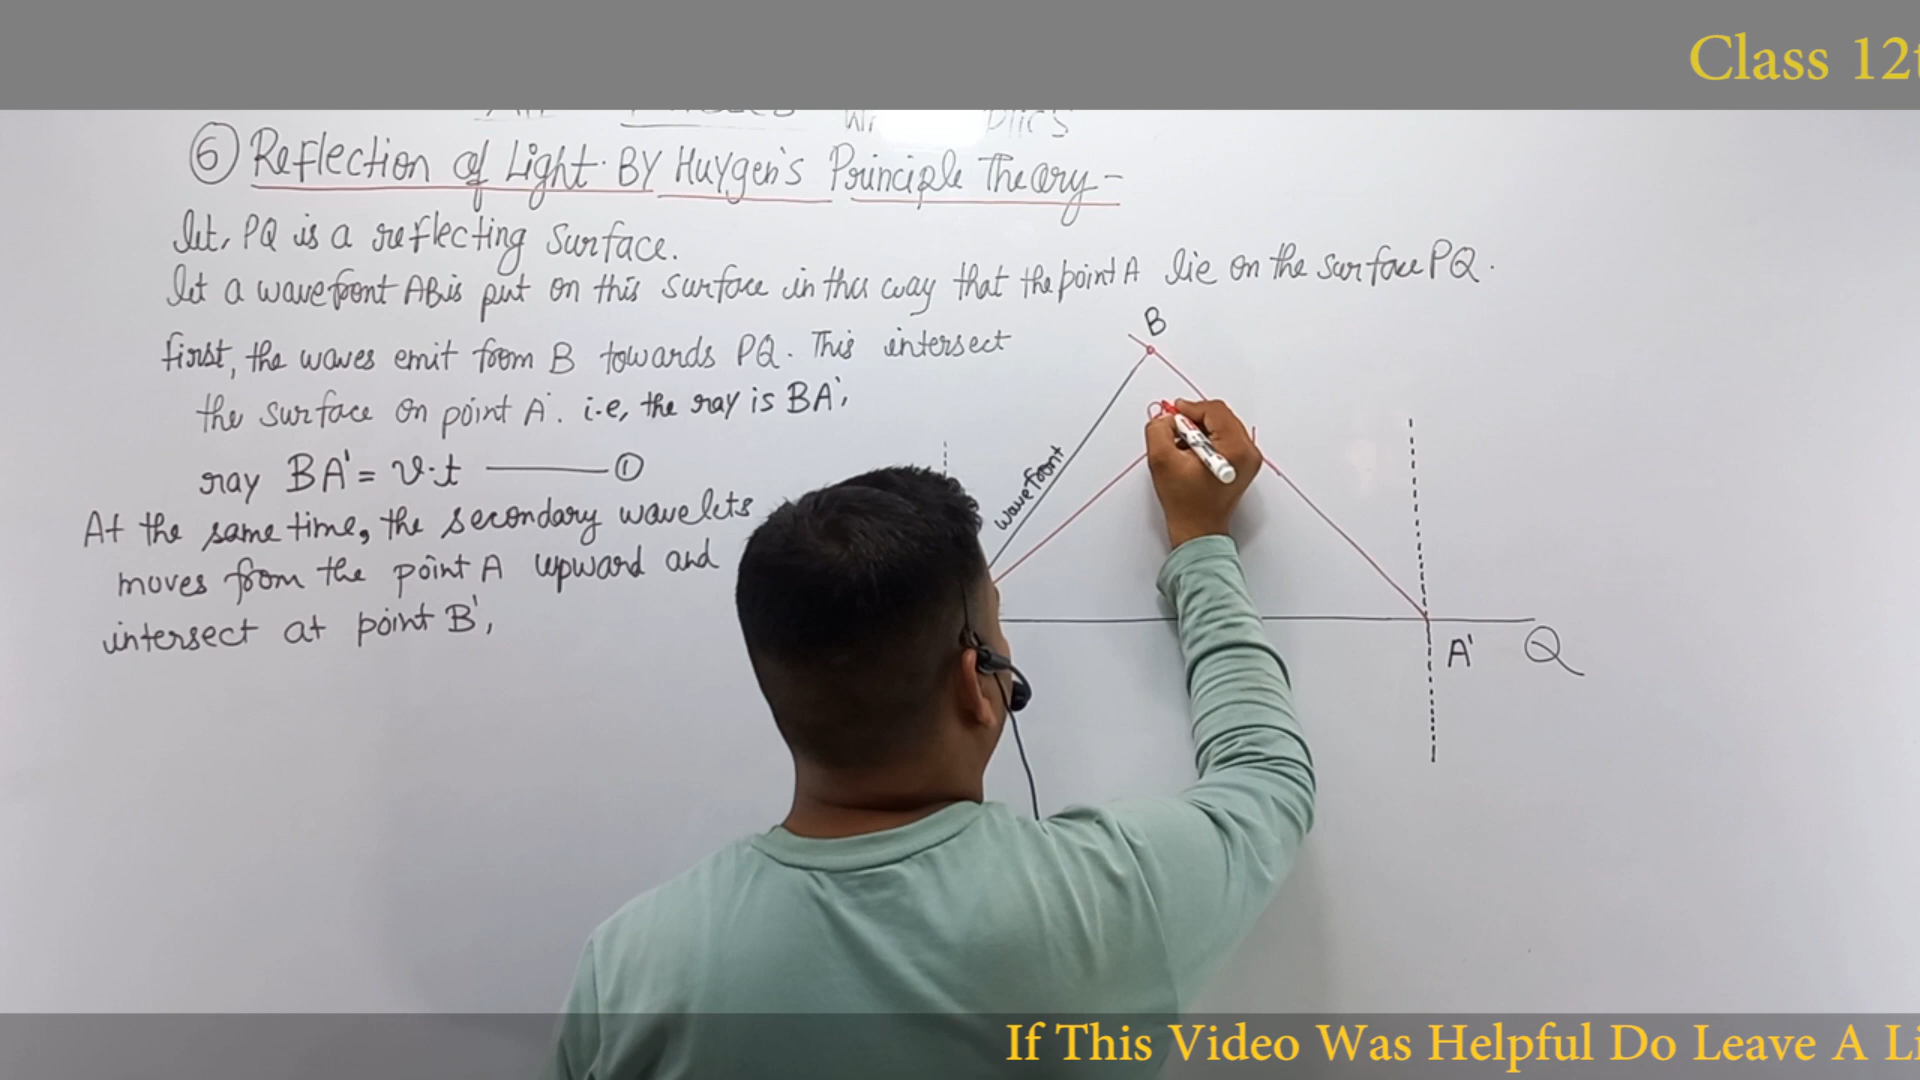 Class 12t
⑥ Reflection of Light. BY Huygen's Principle Theory-
let, PQ is a reflecting surface.
let a wavefront AB is put on this surface in this way that the point A lie on the surface PQ.
first, the waves emit from B towards PQ. This intersect
the surface on point A'. i.e, the ray is BA',
ray BA' = v.t ——— ①
At the same time, the secondary wavelets
moves from the point A upward and
intersect at point B',
B
wavefront
A'
Q
If This Video Was Helpful Do Leave A Li